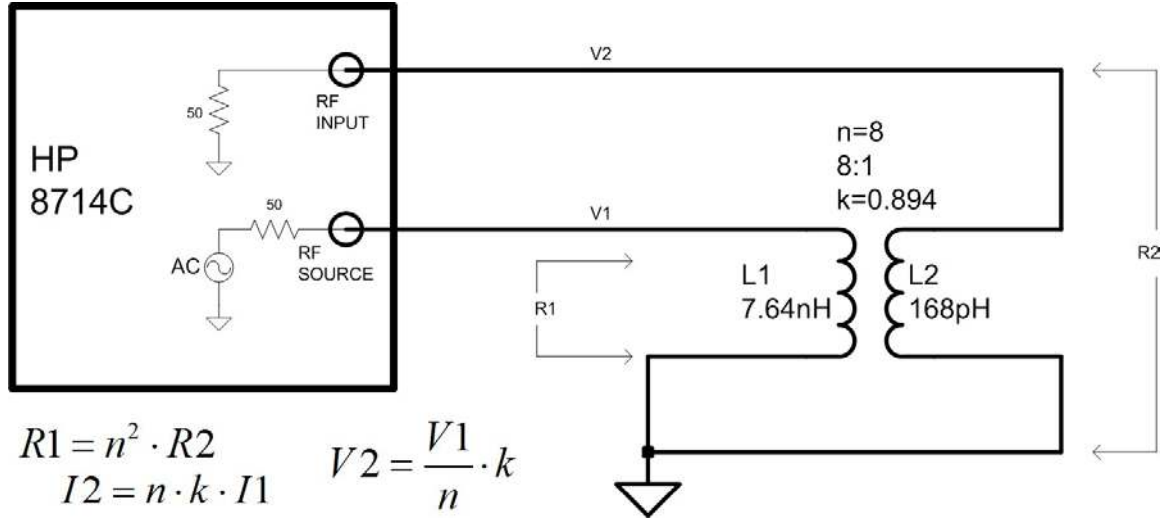 V2
50
RF
INPUT
HP
8714C
n=8
8:1
k=0.894
50
V1
RF
SOURCE
AC
R1
L1
7.64nH
L2
168pH
R2
R1 = n² · R2
I2 = n · k · I1
V2 = V1/n · k